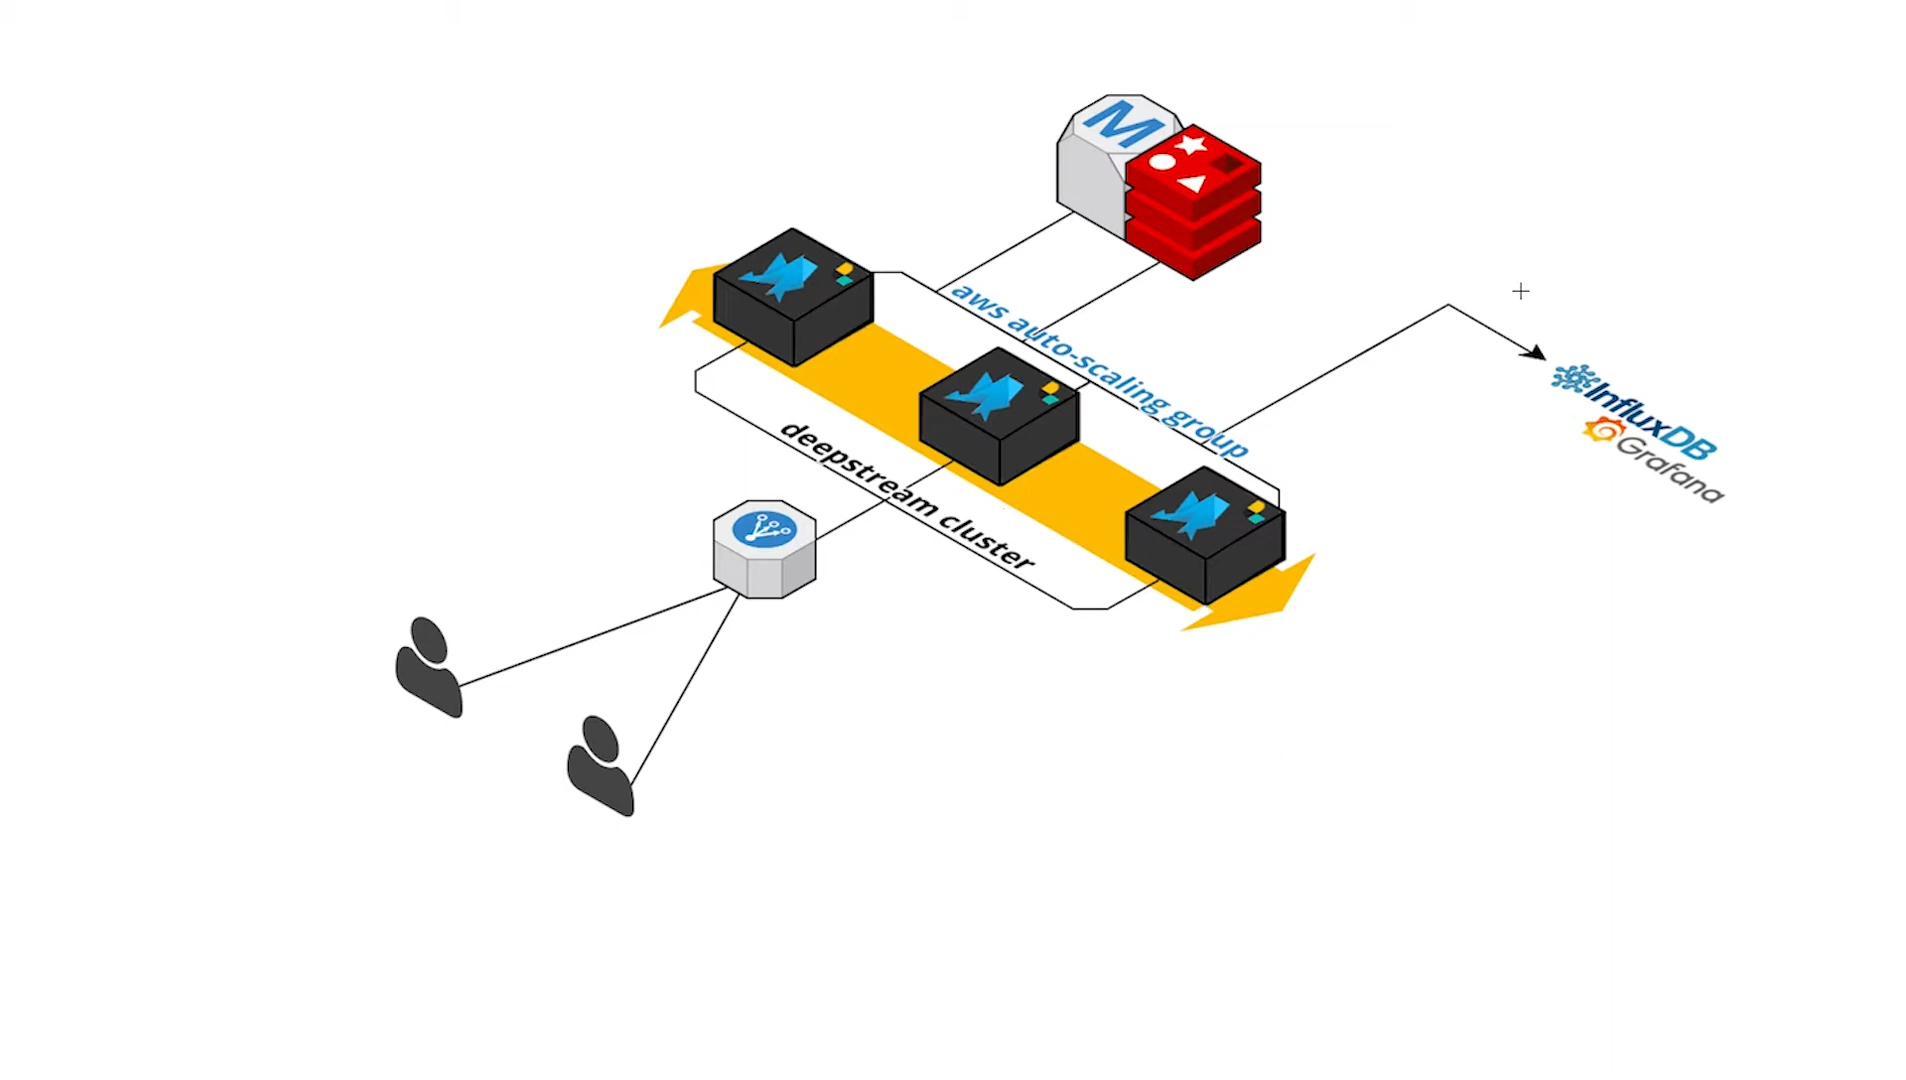 M
aws auto-scaling group
deepstream cluster
InfluxDB
Grafana